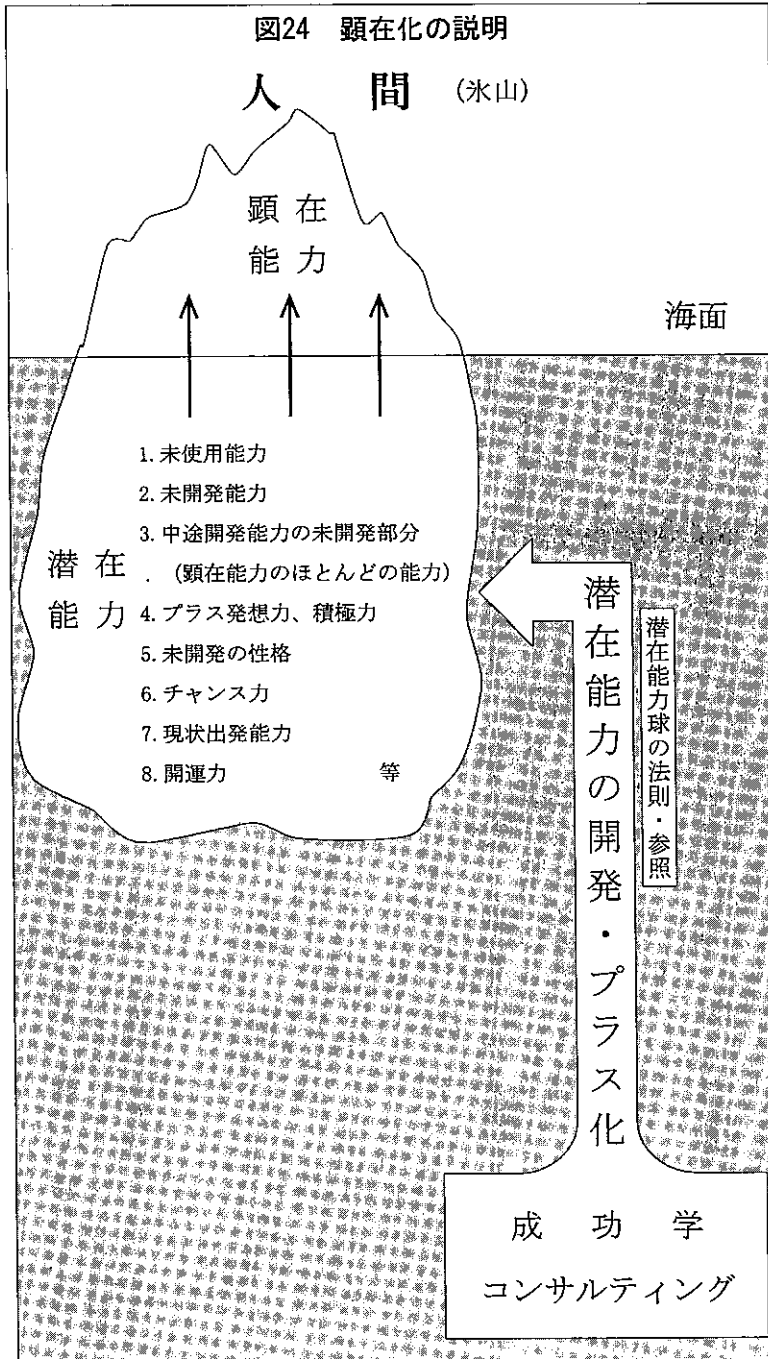 図24 顕在化の説明
人 間 (氷山)
顕 在
能 力
海面
1. 未使用能力
2. 未開発能力
3. 中途開発能力の未開発部分
. (顕在能力のほとんどの能力)
4. プラス発想力、積極力
5. 未開発の性格
6. チャンス力
7. 現状出発能力
8. 開運力 等
潜 在
能 力
潜在能力の開発・プラス化
潜在能力球の法則・参照
成 功 学
コンサルティング